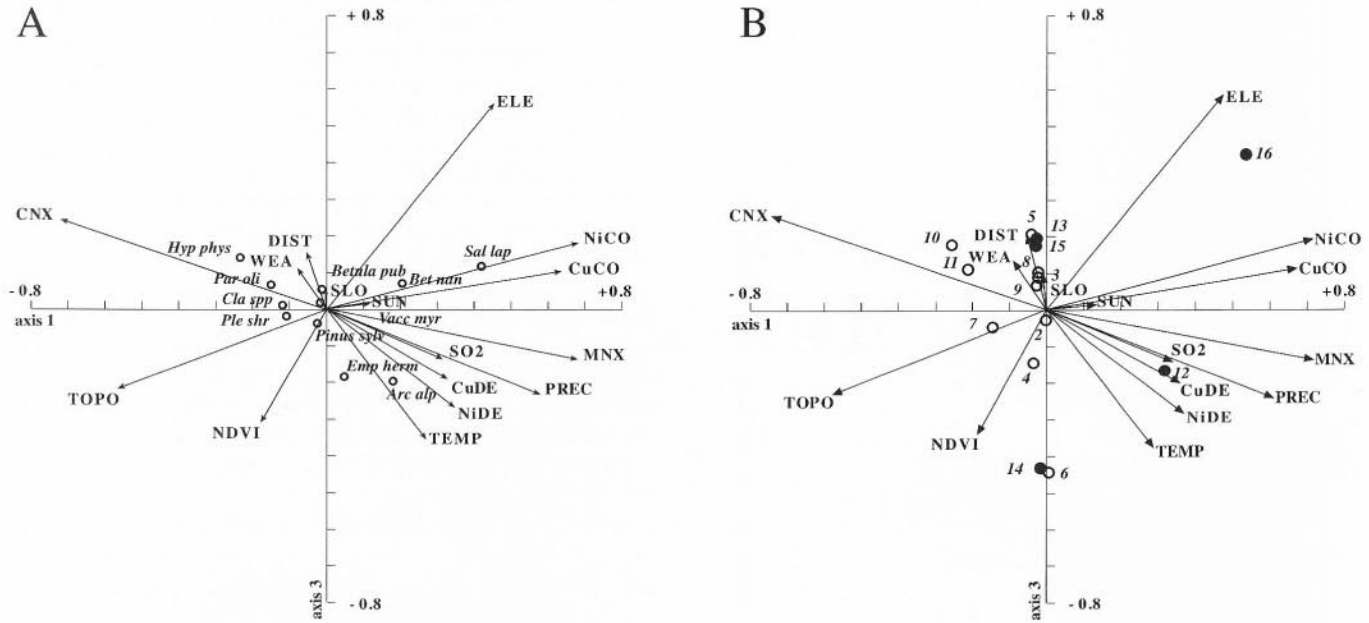 A
+ 0.8
ELE
CNX
Hyp phys
DIST
WEA
NiCO
Sal lap
CuCO
Par oli
Betula pub
Bet nan
SLO
SUN
- 0.8
Cla spp
+0.8
axis 1
Ple shr
Vacc myr
Pinus sylv
SO2
MNX
Emp herm
CuDE
PREC
TOPO
Arc alp
NiDE
NDVI
TEMP
axis 3
- 0.8
B
+ 0.8
ELE
16
CNX
5
13
10
DIST
15
NiCO
11
WEA
8
3
CuCO
9
SLO
SUN
- 0.8
+0.8
axis 1
7
2
SO2
MNX
4
12
CuDE
PREC
TOPO
NiDE
NDVI
TEMP
14
6
axis 3
- 0.8